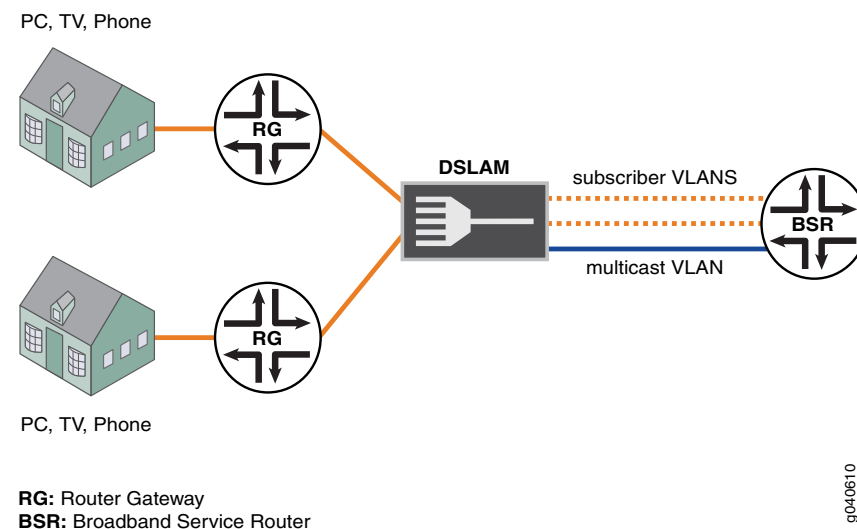 PC, TV, Phone
RG
DSLAM
subscriber VLANS
BSR
multicast VLAN
RG
PC, TV, Phone
RG: Router Gateway
BSR: Broadband Service Router
g040610